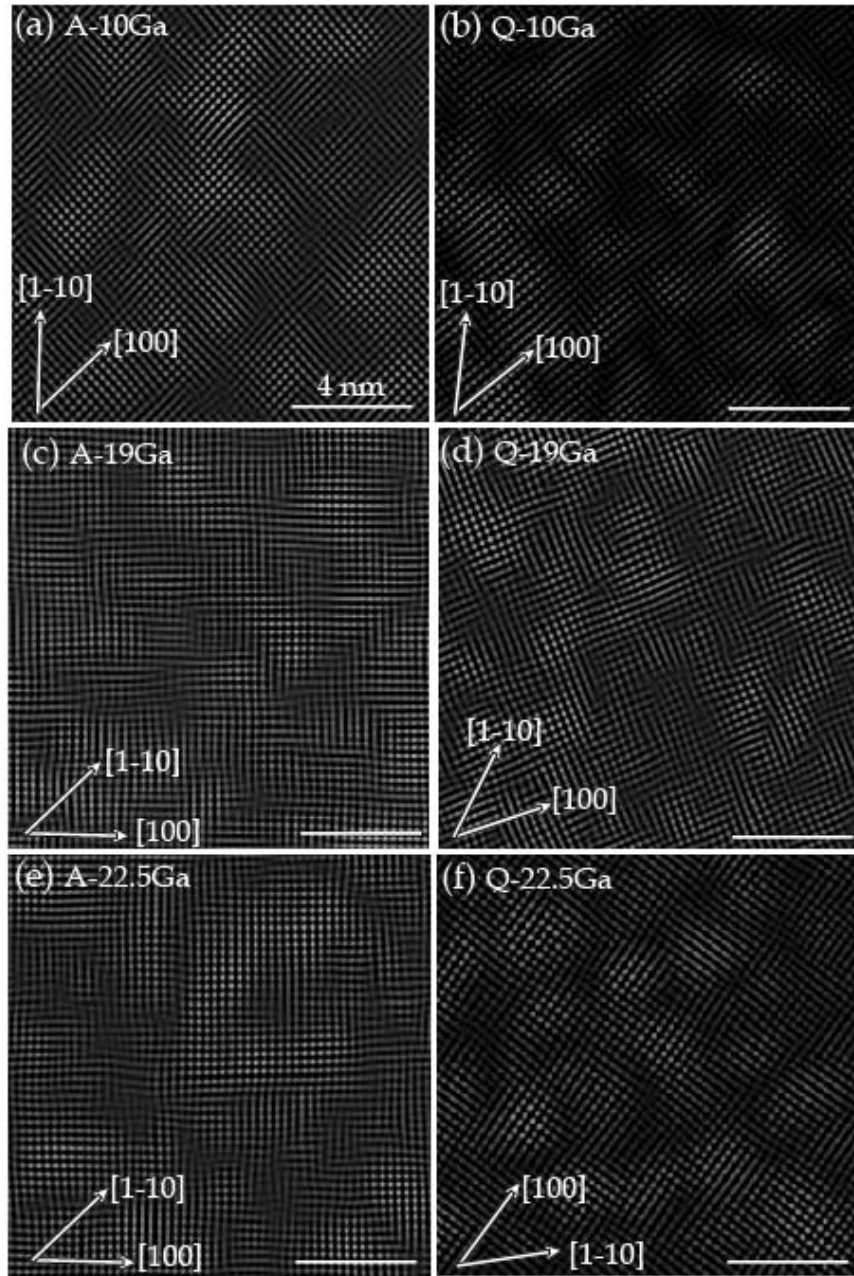 (a) A-10Ga
[1-10]
[100]
4 nm
(b) Q-10Ga
[1-10]
[100]
(c) A-19Ga
[1-10]
[100]
(d) Q-19Ga
[1-10]
[100]
(e) A-22.5Ga
[1-10]
[100]
(f) Q-22.5Ga
[100]
[1-10]